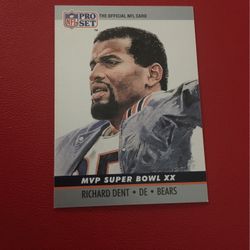 PRO SET
THE OFFICIAL NFL CARD
MVP SUPER BOWL XX
RICHARD DENT • DE • BEARS